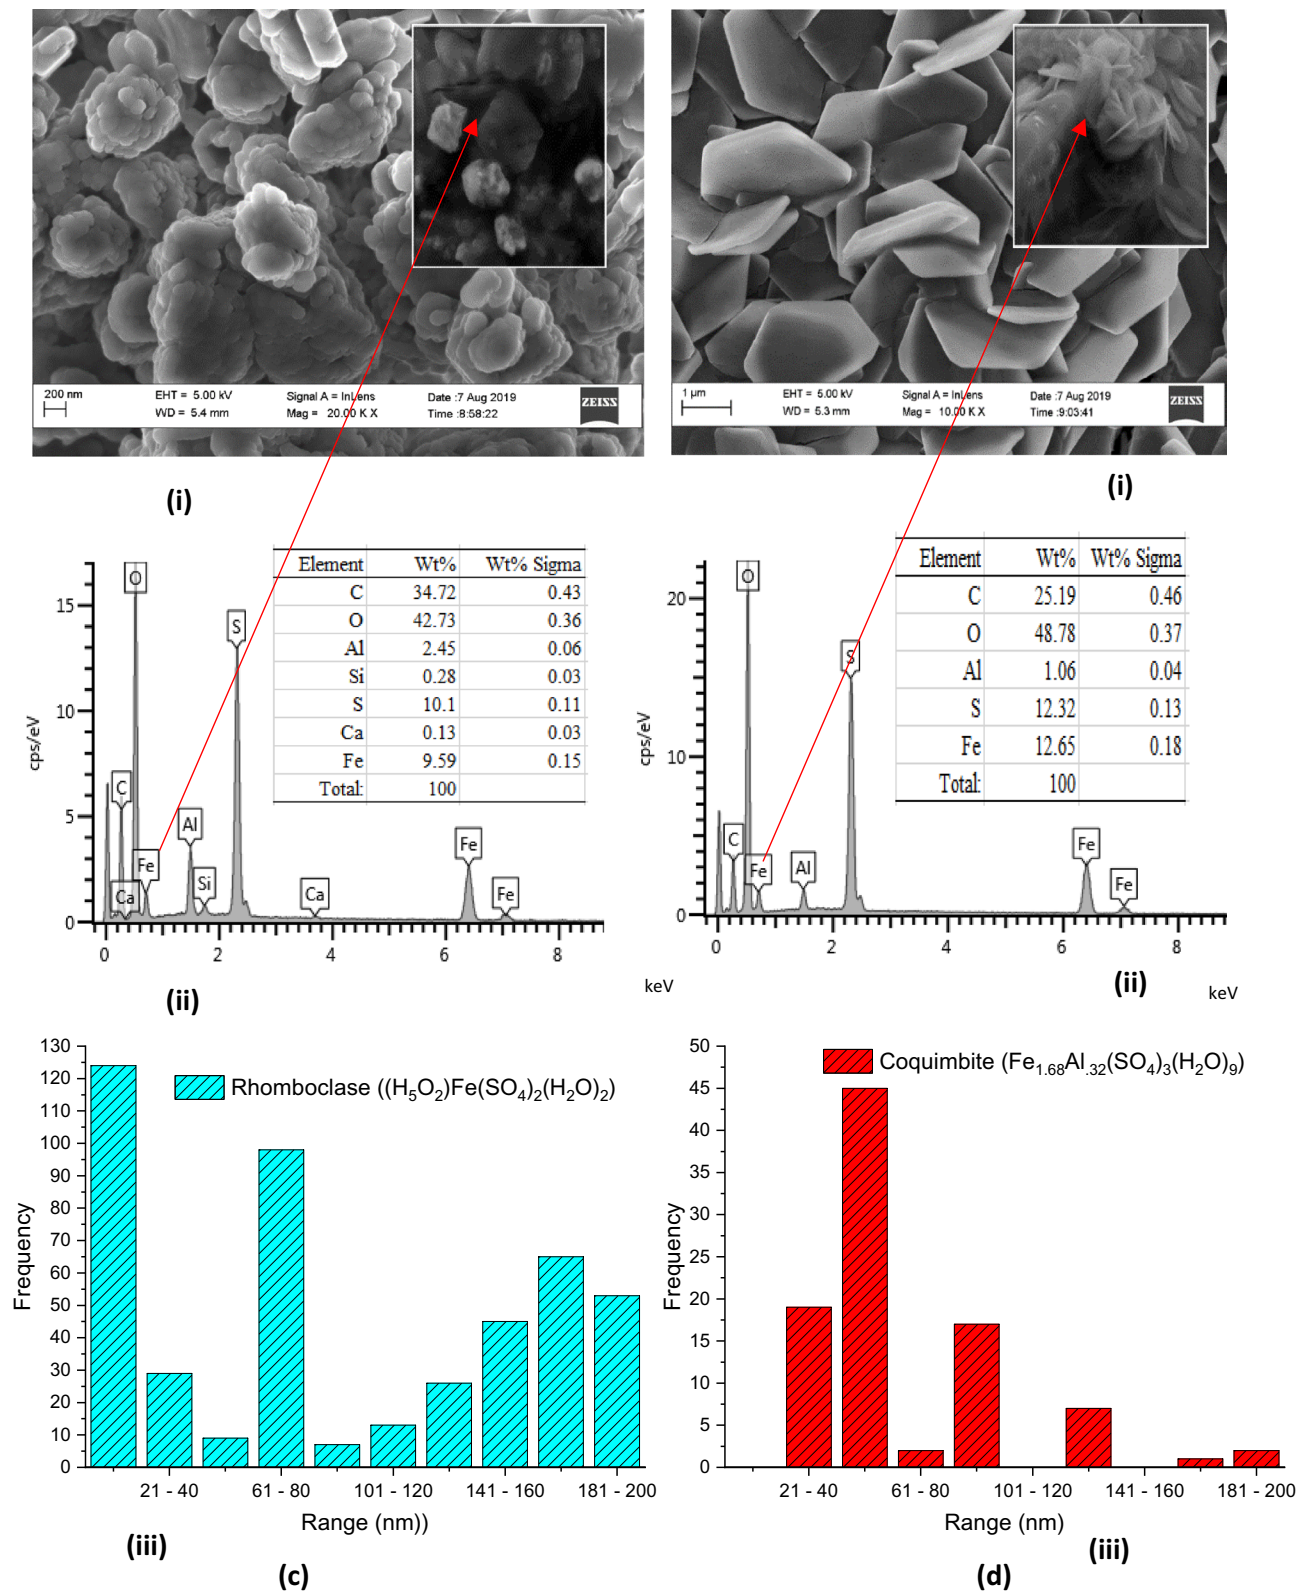 200 nm
EHT = 5.00 kV
WD = 5.4 mm
Signal A = InLens
Mag = 20.00 K X
Date :7 Aug 2019
Time :8:58:22
ZEISS
(i)
1 µm
EHT = 5.00 kV
WD = 5.3 mm
Signal A = InLens
Mag = 10.00 K X
Date :7 Aug 2019
Time :9:03:41
ZEISS
(i)
Element Wt% Wt% Sigma
C 34.72 0.43
O 42.73 0.36
Al 2.45 0.06
Si 0.28 0.03
S 10.1 0.11
Ca 0.13 0.03
Fe 9.59 0.15
Total: 100
cps/eV
15
10
5
0
O
S
C
Al
Fe
Ca
Si
Ca
Fe
Fe
0 2 4 6 8
keV
(ii)
Element Wt% Wt% Sigma
C 25.19 0.46
O 48.78 0.37
Al 1.06 0.04
S 12.32 0.13
Fe 12.65 0.18
Total: 100
cps/eV
20
10
0
O
S
C
Fe
Al
Fe
Fe
0 2 4 6 8
keV
(ii)
Rhomboclase ((H₅O₂)Fe(SO₄)₂(H₂O)₂)
Frequency
130
120
110
100
90
80
70
60
50
40
30
20
10
0
21 - 40 61 - 80 101 - 120 141 - 160 181 - 200
Range (nm))
(iii)
(c)
Coquimbite (Fe₁.₆₈Al.₃₂(SO₄)₃(H₂O)₉)
Frequency
50
45
40
35
30
25
20
15
10
5
0
21 - 40 61 - 80 101 - 120 141 - 160 181 - 200
Range (nm)
(iii)
(d)